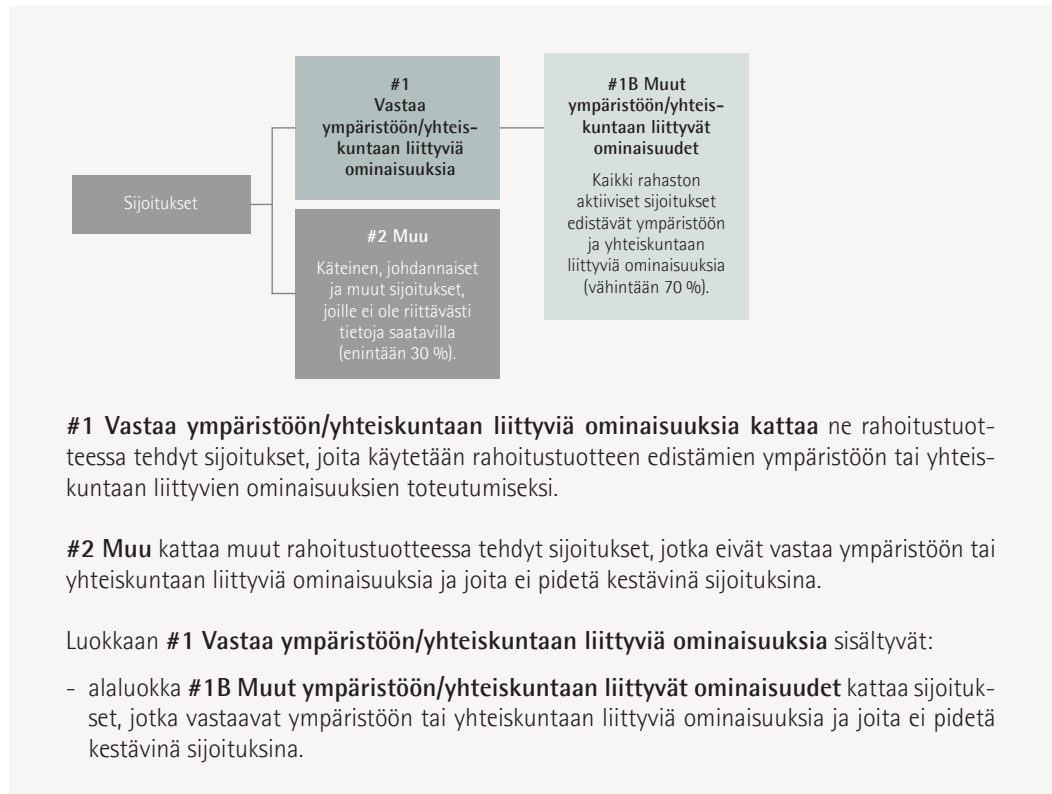 Sijoitukset
#1
Vastaa
ympäristöön/yhteis-
kuntaan liittyviä
ominaisuuksia
#2 Muu
Käteinen, johdannaiset
ja muut sijoitukset,
joille ei ole riittävästi
tietoja saatavilla
(enintään 30 %).
#1B Muut
ympäristöön/yhteis-
kuntaan liittyvät
ominaisuudet
Kaikki rahaston
aktiiviset sijoitukset
edistävät ympäristöön
ja yhteiskuntaan
liittyviä ominaisuuksia
(vähintään 70 %).
#1 Vastaa ympäristöön/yhteiskuntaan liittyviä ominaisuuksia kattaa ne rahoitustuot-
teessa tehdyt sijoitukset, joita käytetään rahoitustuotteen edistämien ympäristöön tai yhteis-
kuntaan liittyvien ominaisuuksien toteutumiseksi.
#2 Muu kattaa muut rahoitustuotteessa tehdyt sijoitukset, jotka eivät vastaa ympäristöön tai
yhteiskuntaan liittyviä ominaisuuksia ja joita ei pidetä kestävinä sijoituksina.
Luokkaan #1 Vastaa ympäristöön/yhteiskuntaan liittyviä ominaisuuksia sisältyvät:
- alaluokka #1B Muut ympäristöön/yhteiskuntaan liittyvät ominaisuudet kattaa sijoituk-
set, jotka vastaavat ympäristöön tai yhteiskuntaan liittyviä ominaisuuksia ja joita ei pidetä
kestävinä sijoituksina.